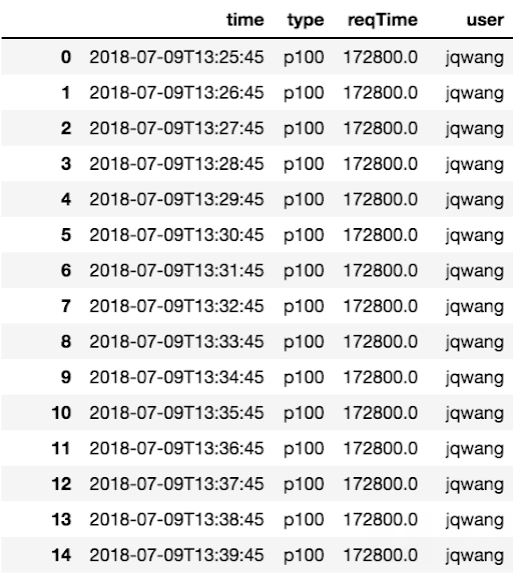 time type reqTime user
0 2018-07-09T13:25:45 p100 172800.0 jqwang
1 2018-07-09T13:26:45 p100 172800.0 jqwang
2 2018-07-09T13:27:45 p100 172800.0 jqwang
3 2018-07-09T13:28:45 p100 172800.0 jqwang
4 2018-07-09T13:29:45 p100 172800.0 jqwang
5 2018-07-09T13:30:45 p100 172800.0 jqwang
6 2018-07-09T13:31:45 p100 172800.0 jqwang
7 2018-07-09T13:32:45 p100 172800.0 jqwang
8 2018-07-09T13:33:45 p100 172800.0 jqwang
9 2018-07-09T13:34:45 p100 172800.0 jqwang
10 2018-07-09T13:35:45 p100 172800.0 jqwang
11 2018-07-09T13:36:45 p100 172800.0 jqwang
12 2018-07-09T13:37:45 p100 172800.0 jqwang
13 2018-07-09T13:38:45 p100 172800.0 jqwang
14 2018-07-09T13:39:45 p100 172800.0 jqwang